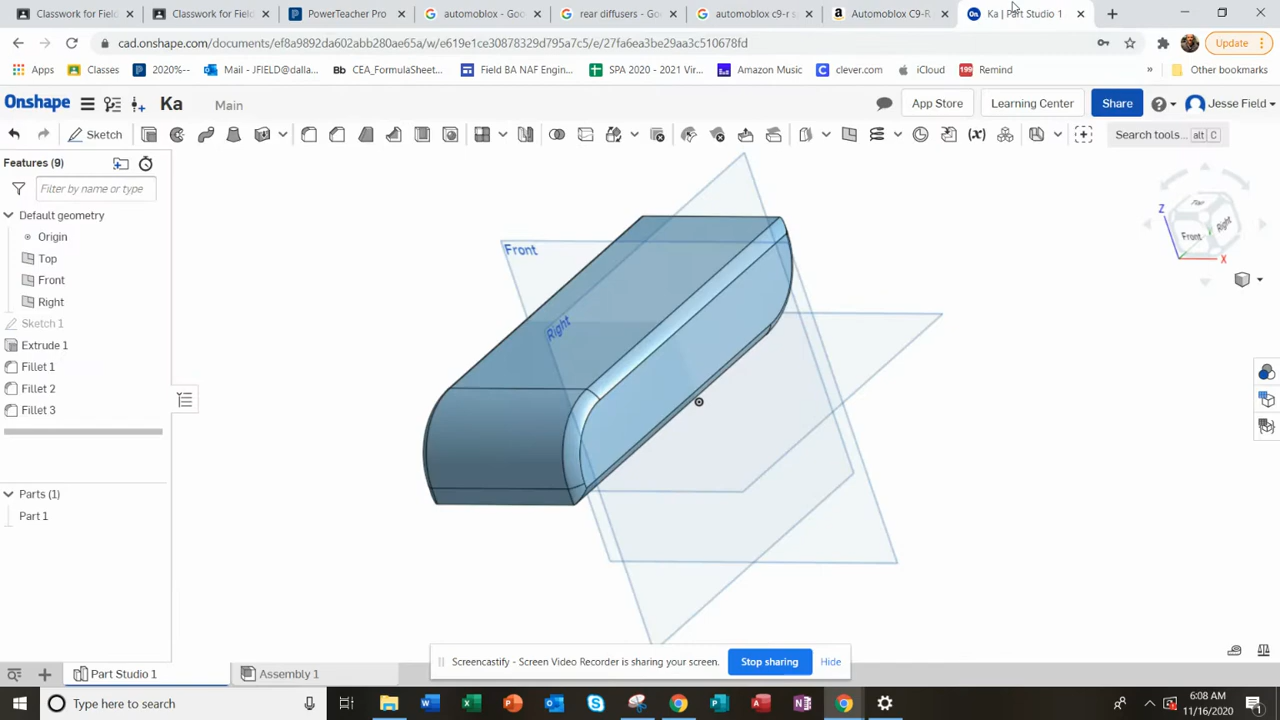 Classwork for Field
Classwork for Field
PowerTeacher Pro
automoblox - Goo
rear diffusers - Goo
automoblox c9-r s
Automoblox C9-R
Ka | Part Studio 1
cad.onshape.com/documents/ef8a9892da602abb280ae65a/w/e619e1c30878329d795a7c5/e/27fa6ea3be29aa3c510678fd
Update
Apps
Classes
2020%--
Mail - JFIELD@dalla...
Bb CEA_FormulaSheet...
Field BA NAF Engin...
SPA 2020 - 2021 Vir...
Amazon Music
clever.com
iCloud
199 Remind
»
Other bookmarks
Onshape
Ka
Main
App Store
Learning Center
Share
Jesse Field
Sketch
(x)
Search tools... alt C
Features (9)
Filter by name or type
Default geometry
Origin
Top
Front
Right
Sketch 1
Extrude 1
Fillet 1
Fillet 2
Fillet 3
Parts (1)
Part 1
Front
Right
Z
Front
Right
X
Part Studio 1
Assembly 1
Screencastify - Screen Video Recorder is sharing your screen.
Stop sharing
Hide
Type here to search
6:08 AM
11/16/2020